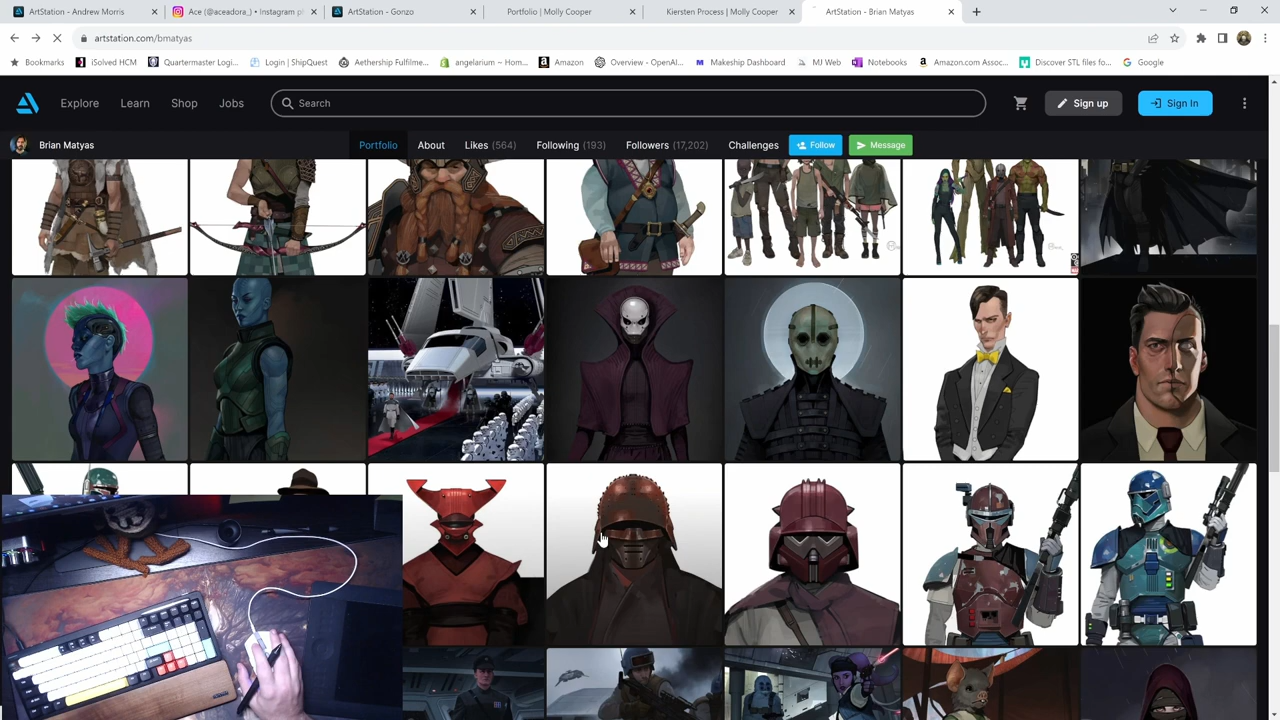 ArtStation - Andrew Morris
Ace (@aceadora_) • Instagram p
ArtStation - Gonzo
Portfolio | Molly Cooper
Kiersten Process | Molly Cooper
ArtStation - Brian Matyas
artstation.com/bmatyas
Bookmarks
iSolved HCM
Quartermaster Logi...
Login | ShipQuest
Aethership Fulfilme...
angelarium — Hom...
Amazon
Overview - OpenAI...
Makeship Dashboard
MJ Web
Notebooks
Amazon.com Assoc...
Discover STL files fo...
Google
Explore
Learn
Shop
Jobs
Search
Sign up
Sign In
Brian Matyas
Portfolio
About
Likes (564)
Following (193)
Followers (17,202)
Challenges
Follow
Message